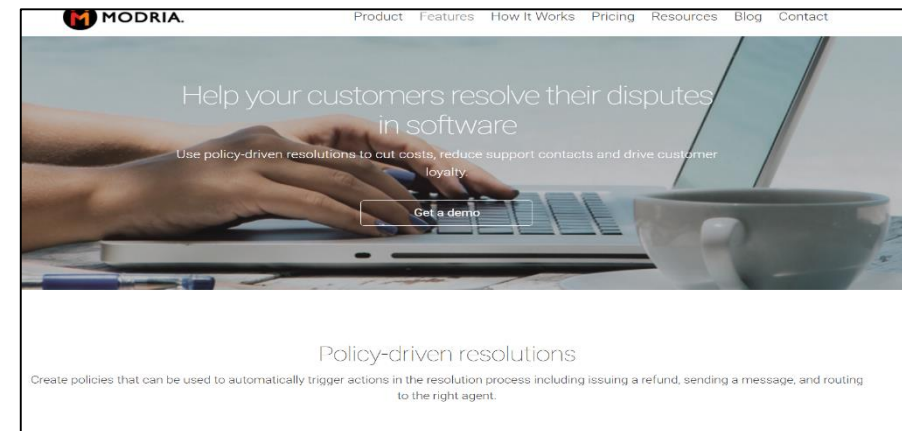 M MODRIA.
Product Features How It Works Pricing Resources Blog Contact
Help your customers resolve their disputes
in software
Use policy-driven resolutions to cut costs, reduce support contacts and drive customer
loyalty.
Get a demo
Policy-driven resolutions
Create policies that can be used to automatically trigger actions in the resolution process including issuing a refund, sending a message, and routing
to the right agent.